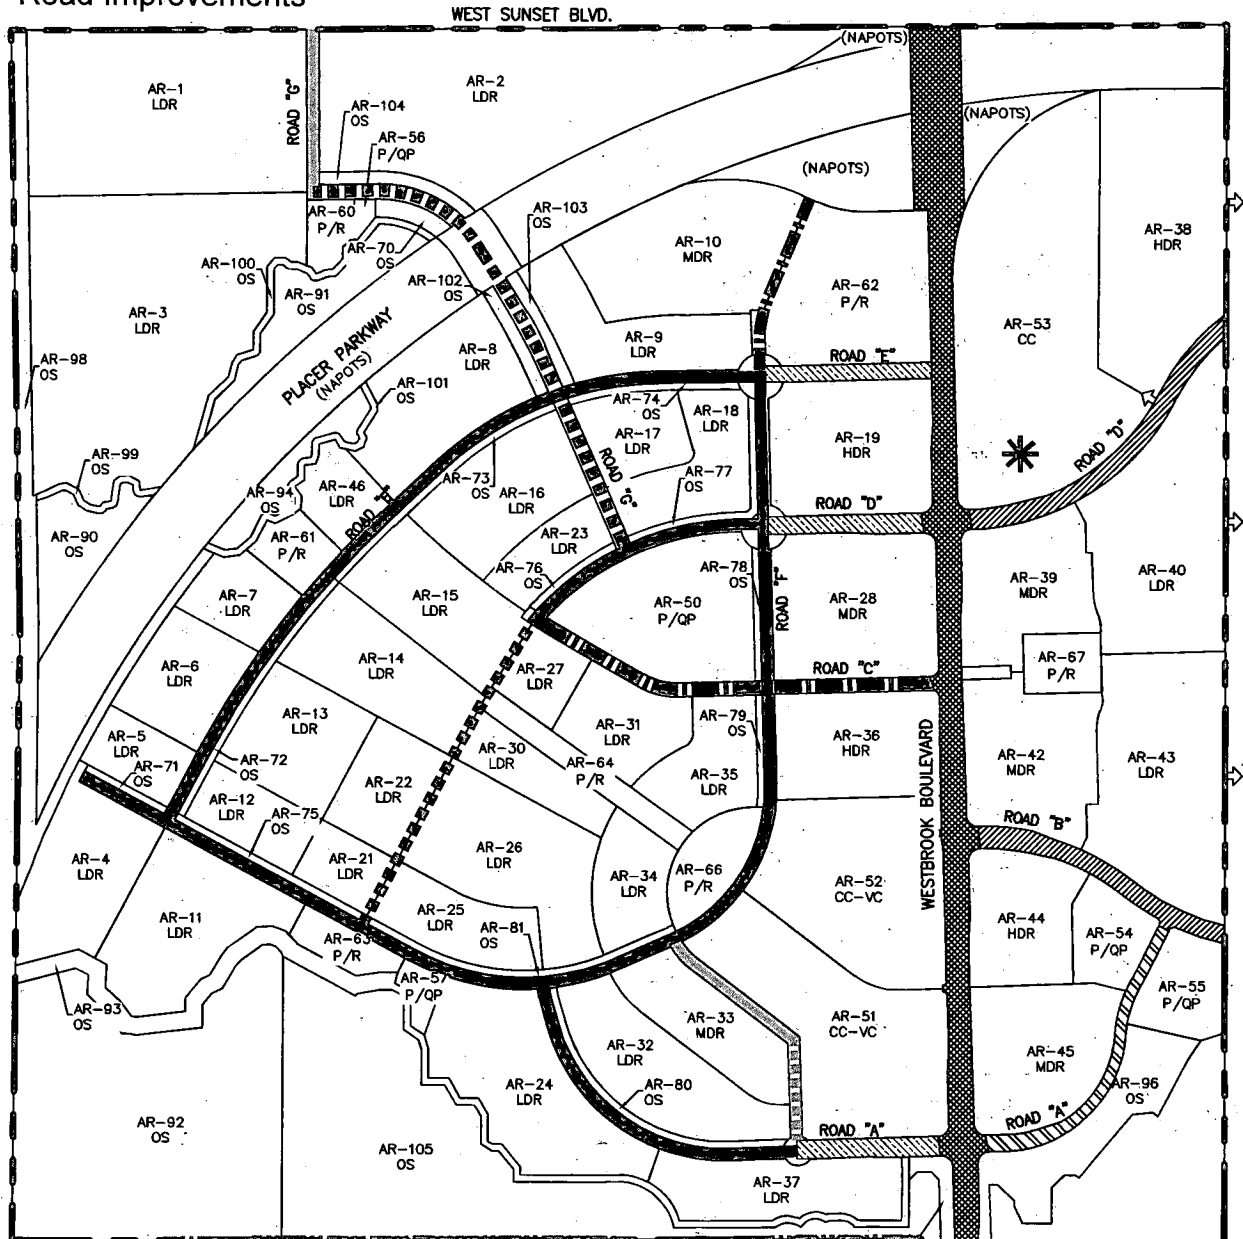 Road Improvements
WEST SUNSET BLVD.
(NAPOTS)
AR-1
LDR
ROAD "G"
AR-2
LDR
AR-104
OS
AR-56
P/QP
(NAPOTS)
(NAPOTS)
AR-60
P/R
AR-103
OS
AR-70
OS
AR-10
MDR
AR-38
HDR
AR-100
OS
AR-91
OS
AR-102
OS
AR-62
P/R
AR-3
LDR
AR-53
CC
AR-98
OS
PLACER PARKWAY
(NAPOTS)
AR-8
LDR
AR-9
LDR
ROAD "E"
AR-101
OS
AR-74
OS
AR-18
LDR
AR-17
LDR
AR-19
HDR
ROAD "D"
AR-99
OS
AR-94
OS
AR-46
LDR
ROAD
AR-73
OS
AR-16
LDR
ROAD "G"
AR-77
OS
ROAD "D"
AR-90
OS
AR-61
P/R
AR-23
LDR
AR-76
OS
AR-78
OS
AR-7
LDR
AR-15
LDR
AR-50
P/QP
ROAD "F"
AR-28
MDR
AR-39
MDR
AR-40
LDR
AR-6
LDR
AR-14
LDR
AR-27
LDR
ROAD "C"
AR-67
P/R
AR-5
LDR
AR-71
OS
AR-72
OS
AR-13
LDR
AR-30
LDR
AR-31
LDR
AR-64
P/R
AR-79
OS
AR-36
HDR
WESTBROOK BOULEVARD
AR-42
MDR
AR-43
LDR
AR-12
LDR
AR-75
OS
AR-22
LDR
AR-35
LDR
ROAD "B"
AR-4
LDR
AR-21
LDR
AR-26
LDR
AR-34
LDR
AR-66
P/R
AR-52
CC-VC
AR-11
LDR
AR-25
LDR
AR-81
OS
AR-44
HDR
AR-54
P/QP
AR-63
P/R
AR-57
P/QP
AR-55
P/QP
AR-93
OS
AR-33
MDR
AR-51
CC-VC
AR-32
LDR
AR-45
MDR
AR-24
LDR
AR-80
OS
AR-96
OS
AR-92
OS
AR-105
OS
ROAD "A"
ROAD "A"
AR-37
LDR